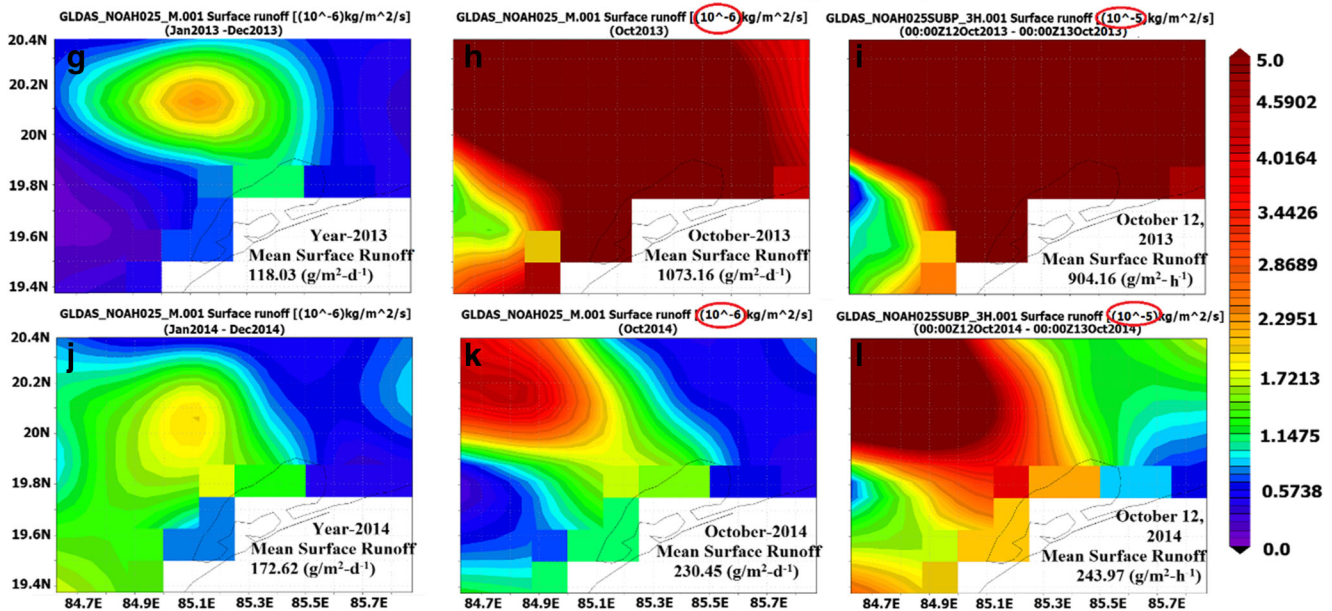 GLDAS_NOAH025_M.001 Surface runoff [(10^-6)kg/m^2/s]
(Jan2013 -Dec2013)
GLDAS_NOAH025_M.001 Surface runoff [(10^-6)kg/m^2/s]
(Oct2013)
GLDAS_NOAH025SUBP_3H.001 Surface runoff [(10^-5)kg/m^2/s]
(00:00Z12Oct2013 - 00:00Z13Oct2013)
20.4N
20.2N
20N
19.8N
19.6N
19.4N
g
Year-2013
Mean Surface Runoff
118.03 (g/m²-d⁻¹)
h
October-2013
Mean Surface Runoff
1073.16 (g/m²-d⁻¹)
i
October 12,
2013
Mean Surface Runoff
904.16 (g/m²-h⁻¹)
GLDAS_NOAH025_M.001 Surface runoff [(10^-6)kg/m^2/s]
(Jan2014 - Dec2014)
GLDAS_NOAH025_M.001 Surface runoff [(10^-6)kg/m^2/s]
(Oct2014)
GLDAS_NOAH025SUBP_3H.001 Surface runoff [(10^-5)kg/m^2/s]
(00:00Z12Oct2014 - 00:00Z13Oct2014)
20.4N
20.2N
20N
19.8N
19.6N
19.4N
j
Year-2014
Mean Surface Runoff
172.62 (g/m²-d⁻¹)
k
October-2014
Mean Surface Runoff
230.45 (g/m²-d⁻¹)
l
October 12,
2014
Mean Surface Runoff
243.97 (g/m²-h⁻¹)
84.7E 84.9E 85.1E 85.3E 85.5E 85.7E
84.7E 84.9E 85.1E 85.3E 85.5E 85.7E
84.7E 84.9E 85.1E 85.3E 85.5E 85.7E
5.0
4.5902
4.0164
3.4426
2.8689
2.2951
1.7213
1.1475
0.5738
0.0